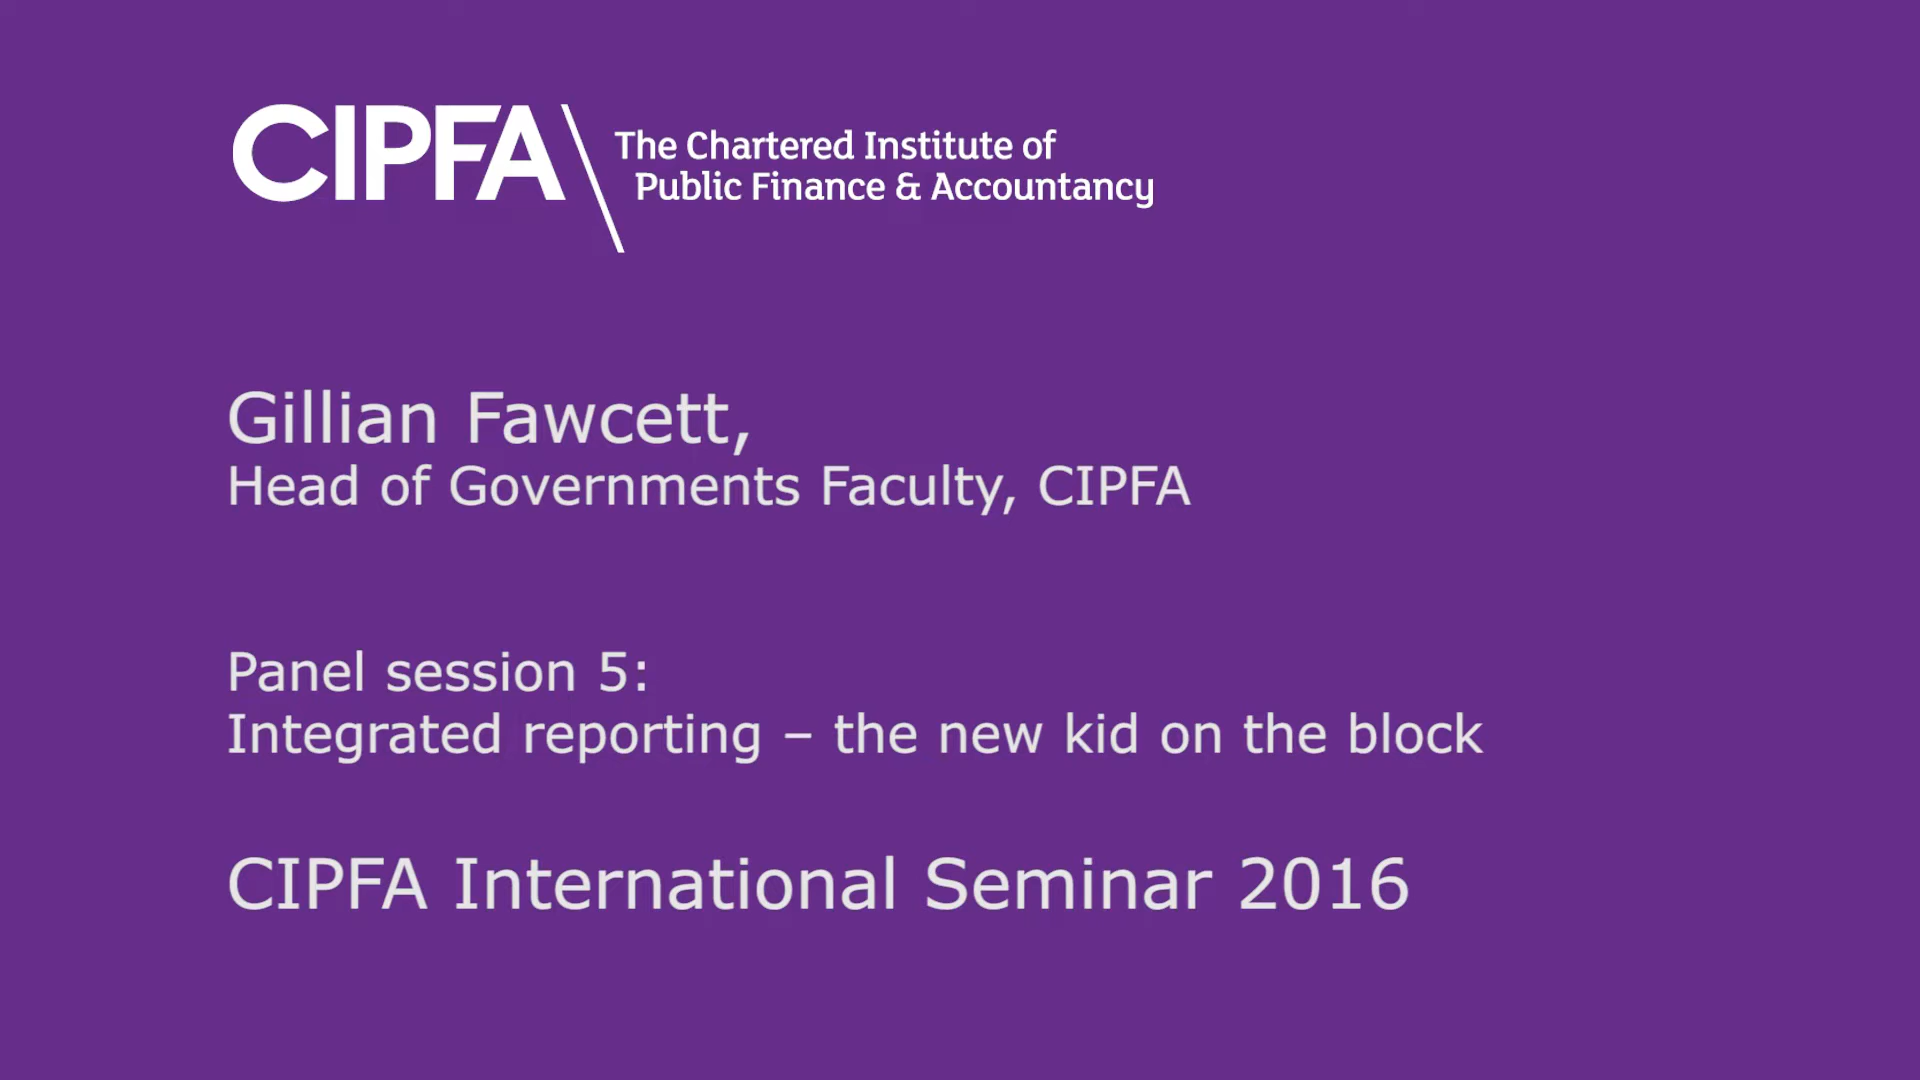 CIPFA
The Chartered Institute of
Public Finance & Accountancy
Gillian Fawcett,
Head of Governments Faculty, CIPFA
Panel session 5:
Integrated reporting – the new kid on the block
CIPFA International Seminar 2016